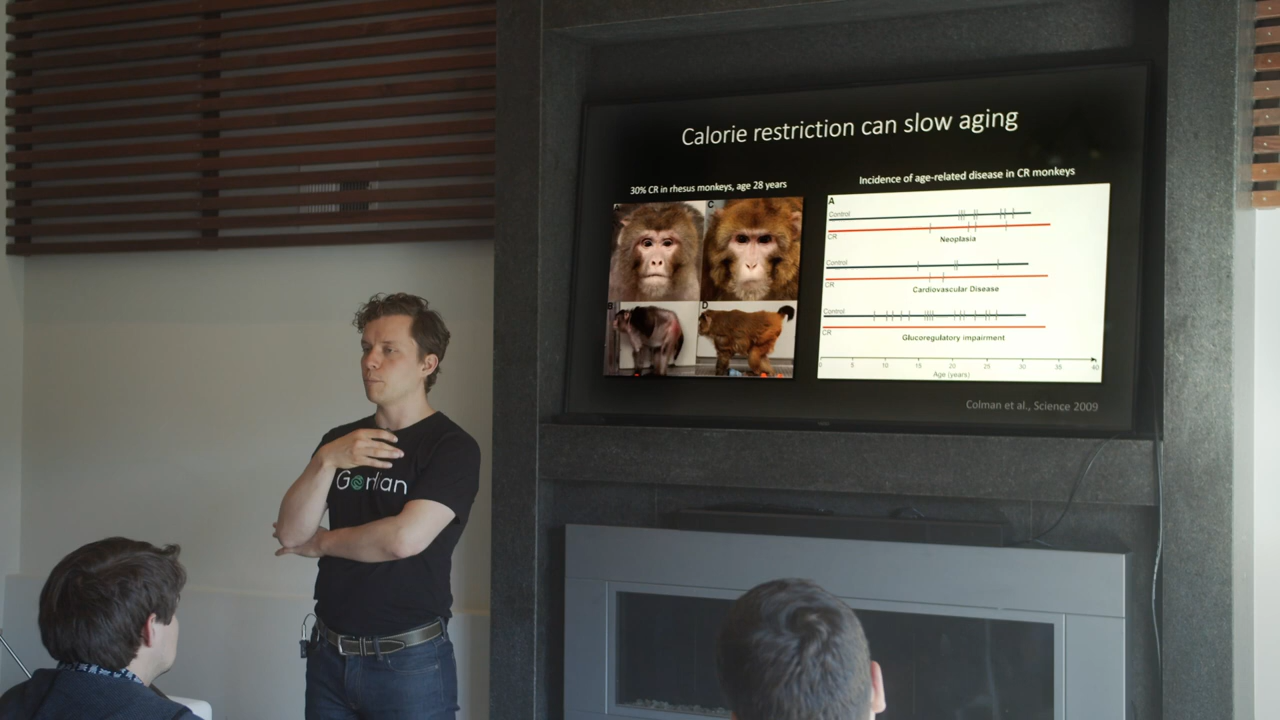 Calorie restriction can slow aging
30% CR in rhesus monkeys, age 28 years
C
B
D
Incidence of age-related disease in CR monkeys
A
Control
CR
Neoplasia
Control
CR
Cardiovascular Disease
Control
CR
Glucoregulatory impairment
0 5 10 15 20 25 30 35 40
Age (years)
Colman et al., Science 2009